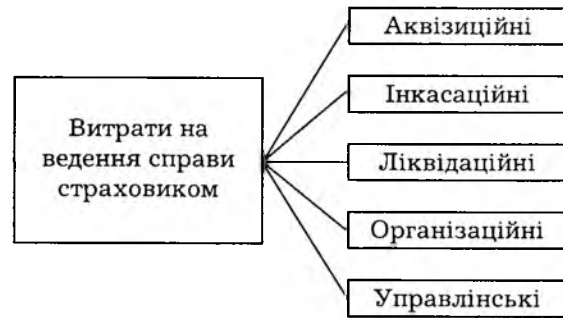 Витрати на
ведення справи
страховиком
Аквізиційні
Інкасаційні
Ліквідаційні
Організаційні
Управлінські